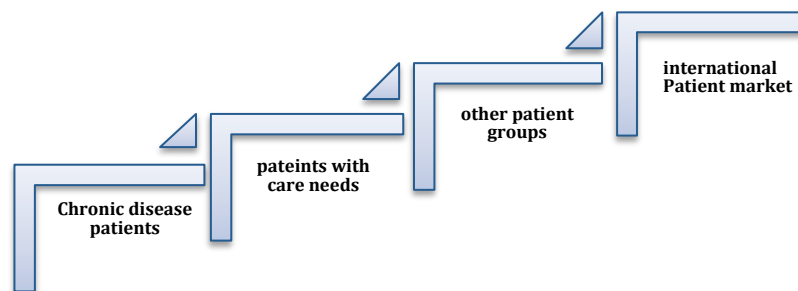 Chronic disease
patients
pateints with
care needs
other patient
groups
international
Patient market